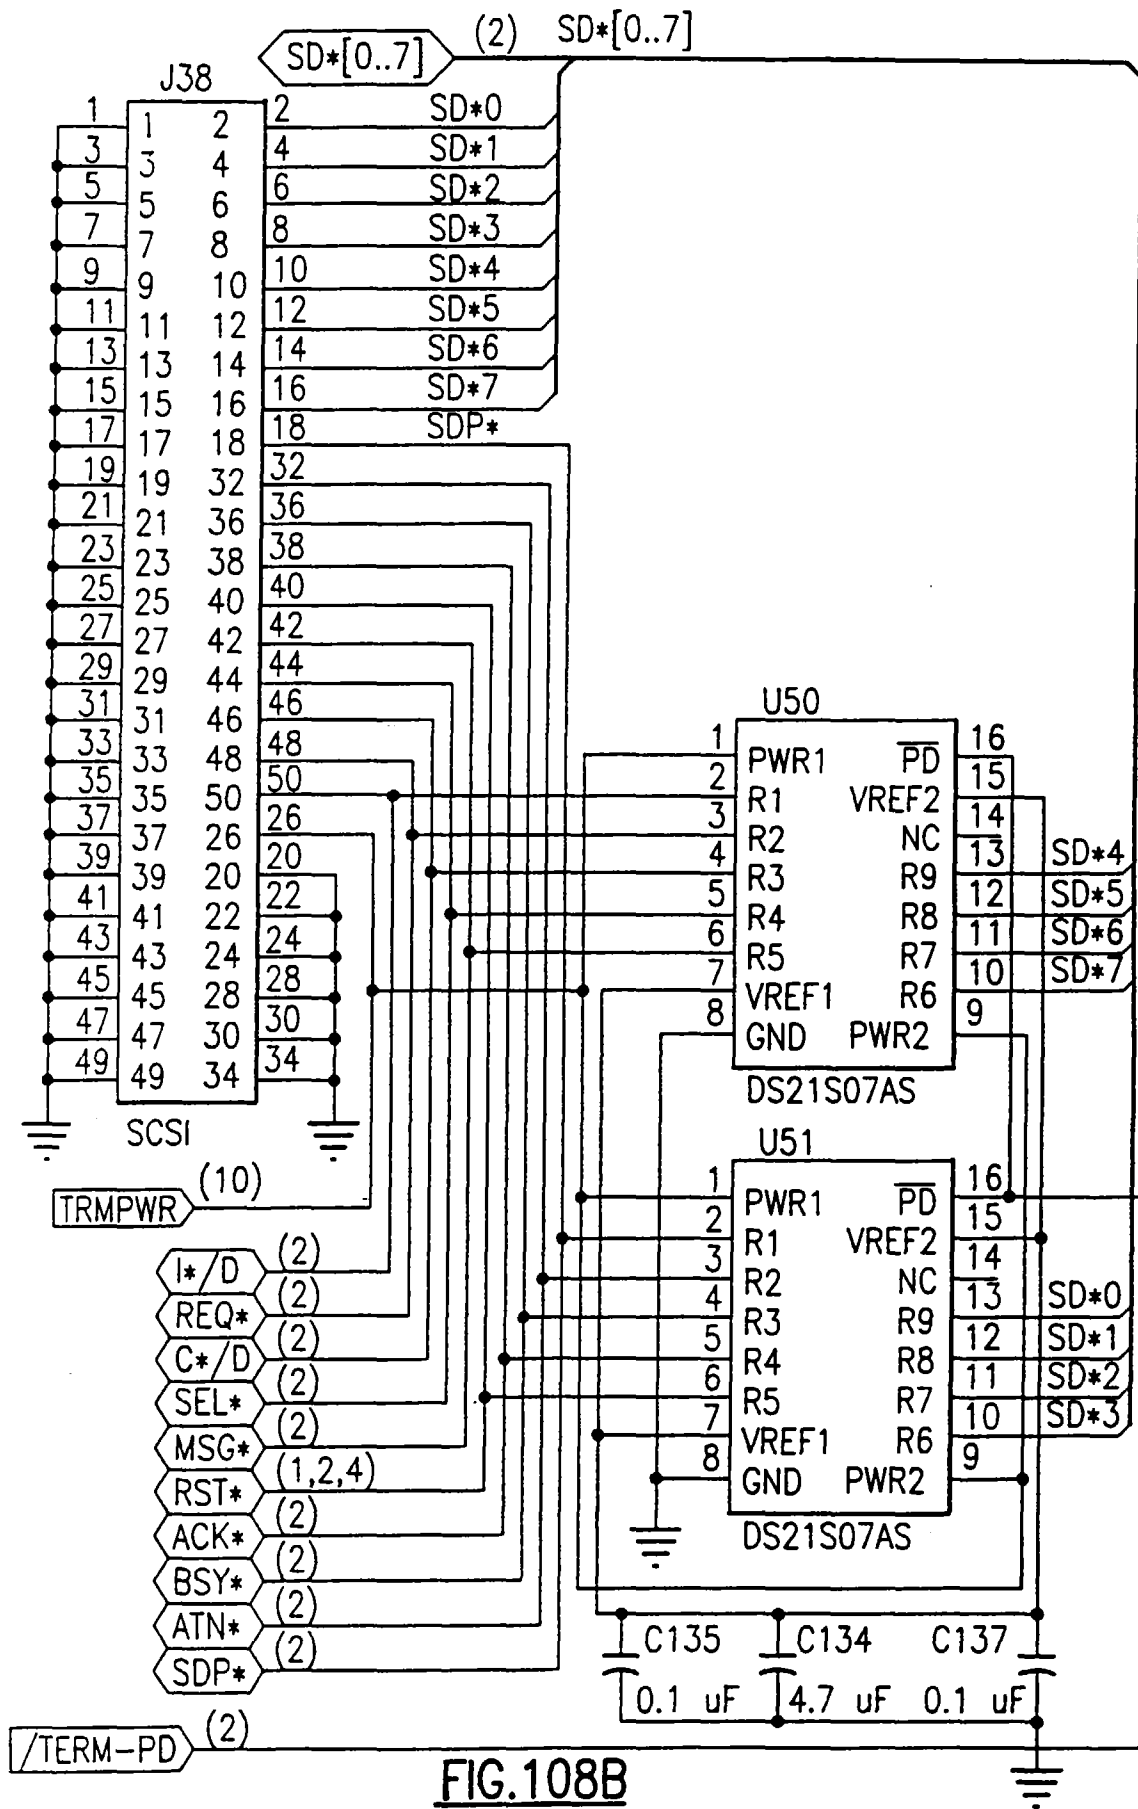 SD*[0..7] (2) SD*[0..7]
J38
1 1 2 2 SD*0
3 3 4 4 SD*1
5 5 6 6 SD*2
7 7 8 8 SD*3
9 9 10 10 SD*4
11 11 12 12 SD*5
13 13 14 14 SD*6
15 15 16 16 SD*7
17 17 18 18 SDP*
19 19 32 32
21 21 36 36
23 23 38 38
25 25 40 40
27 27 42 42
29 29 44 44
31 31 46 46
33 33 48 48
35 35 50 50
37 37 26 26
39 39 20 20
41 41 22 22
43 43 24 24
45 45 28 28
47 47 30 30
49 49 34 34
SCSI
U50
1 PWR1 PD 16
2 R1 VREF2 15
3 R2 NC 14
4 R3 R9 13 SD*4
5 R4 R8 12 SD*5
6 R5 R7 11 SD*6
7 VREF1 R6 10 SD*7
8 GND PWR2 9
DS21S07AS
U51
1 PWR1 PD 16
2 R1 VREF2 15
3 R2 NC 14
4 R3 R9 13 SD*0
5 R4 R8 12 SD*1
6 R5 R7 11 SD*2
7 VREF1 R6 10 SD*3
8 GND PWR2 9
DS21S07AS
TRMPWR (10)
I*/D (2)
REQ* (2)
C*/D (2)
SEL* (2)
MSG* (2)
RST* (1,2,4)
ACK* (2)
BSY* (2)
ATN* (2)
SDP* (2)
C135 C134 C137
0.1 uF 4.7 uF 0.1 uF
/TERM-PD (2)
FIG.108B